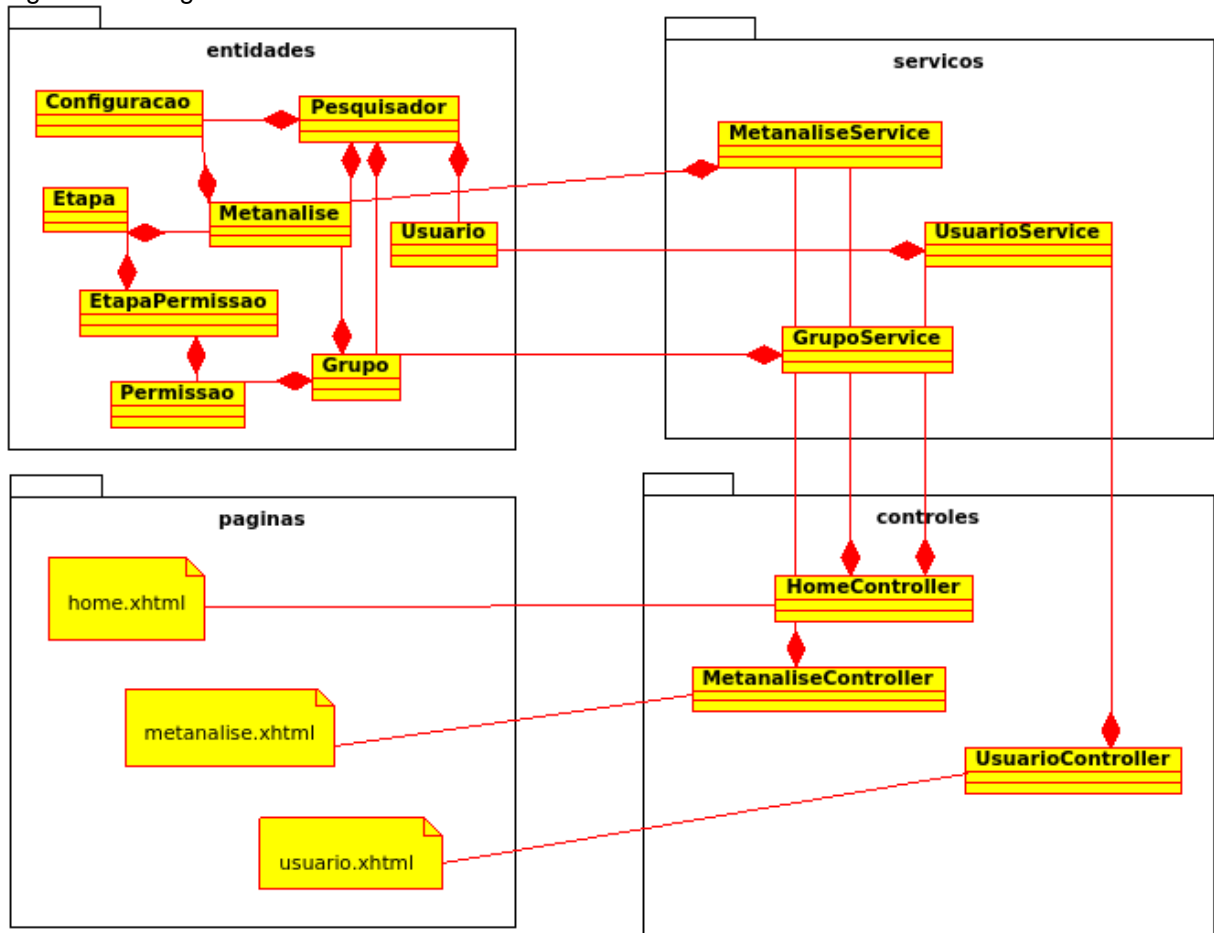 entidades
Configuracao
Pesquisador
Etapa
Metanalise
Usuario
EtapaPermissao
Grupo
Permissao
servicos
MetanaliseService
UsuarioService
GrupoService
paginas
home.xhtml
metanalise.xhtml
usuario.xhtml
controles
HomeController
MetanaliseController
UsuarioController